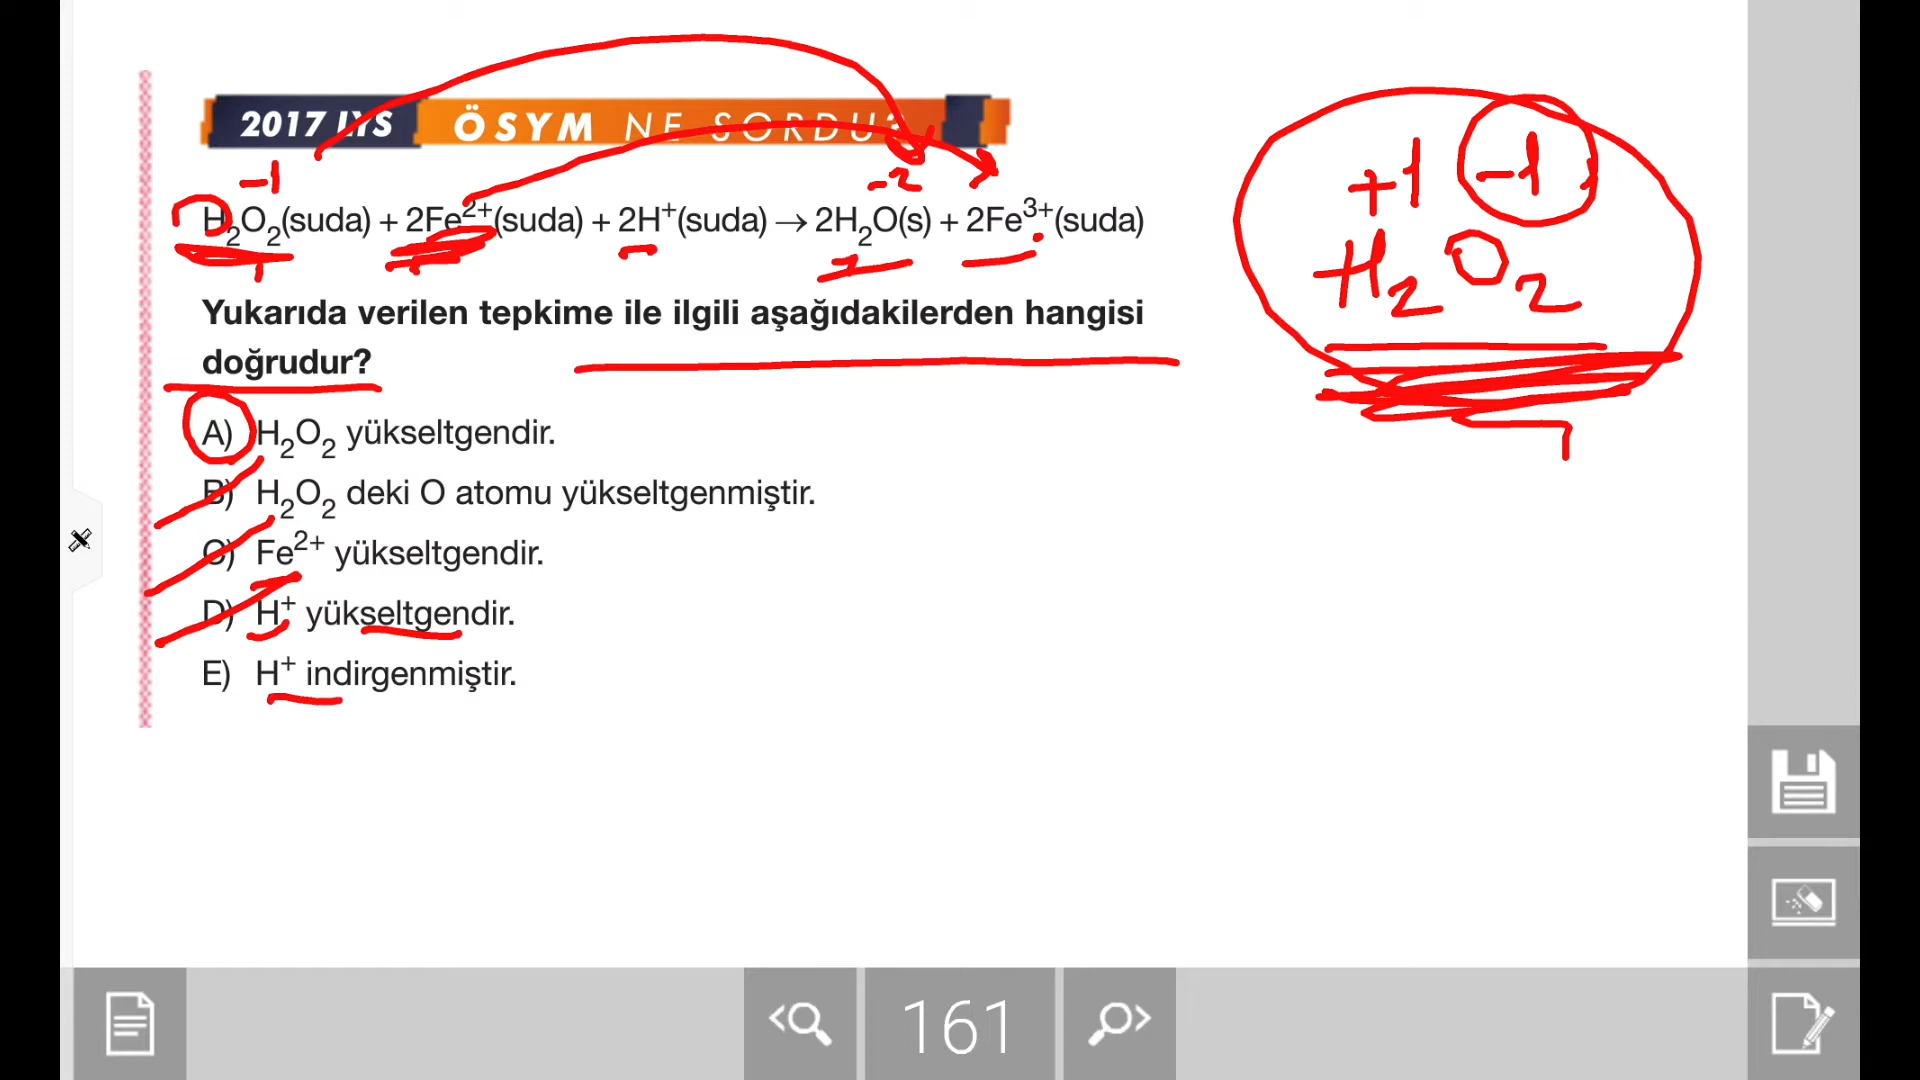 2017 LYS ÖSYM NE SORDU?
-1 -2
H₂O₂(suda) + 2Fe²⁺(suda) + 2H⁺(suda) → 2H₂O(s) + 2Fe³⁺(suda)
+1 -1
H₂O₂
Yukarıda verilen tepkime ile ilgili aşağıdakilerden hangisi
doğrudur?
A) H₂O₂ yükseltgendir.
B) H₂O₂ deki O atomu yükseltgenmiştir.
C) Fe²⁺ yükseltgendir.
D) H⁺ yükseltgendir.
E) H⁺ indirgenmiştir.
161